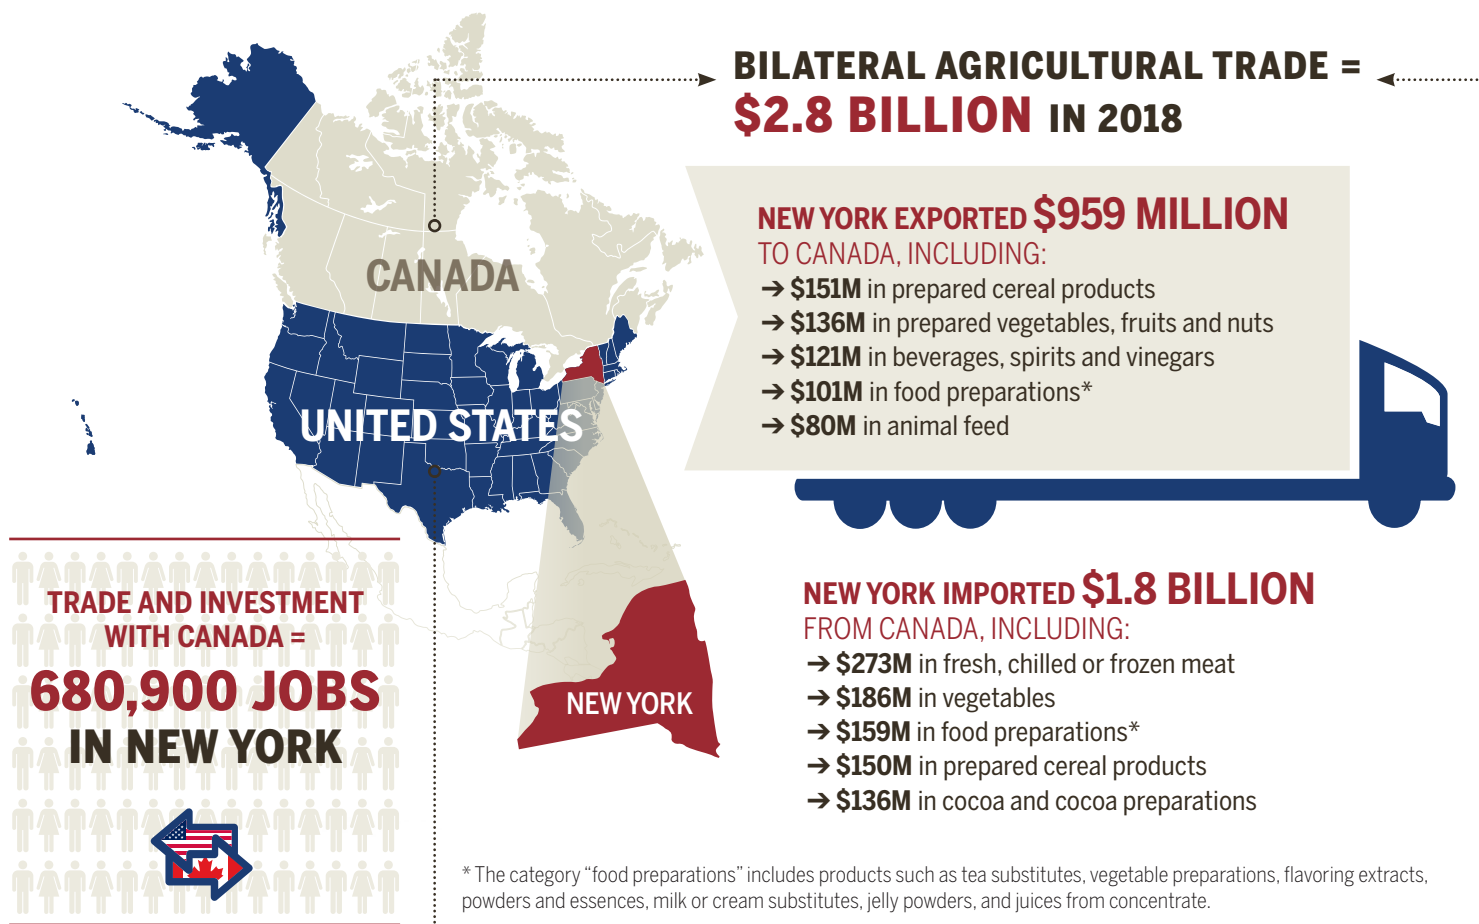 BILATERAL AGRICULTURAL TRADE =
$2.8 BILLION IN 2018
NEW YORK EXPORTED $959 MILLION
TO CANADA, INCLUDING:
➔ $151M in prepared cereal products
➔ $136M in prepared vegetables, fruits and nuts
➔ $121M in beverages, spirits and vinegars
➔ $101M in food preparations*
➔ $80M in animal feed
CANADA
UNITED STATES
NEW YORK
TRADE AND INVESTMENT
WITH CANADA =
680,900 JOBS
IN NEW YORK
NEW YORK IMPORTED $1.8 BILLION
FROM CANADA, INCLUDING:
➔ $273M in fresh, chilled or frozen meat
➔ $186M in vegetables
➔ $159M in food preparations*
➔ $150M in prepared cereal products
➔ $136M in cocoa and cocoa preparations
* The category “food preparations” includes products such as tea substitutes, vegetable preparations, flavoring extracts,
powders and essences, milk or cream substitutes, jelly powders, and juices from concentrate.